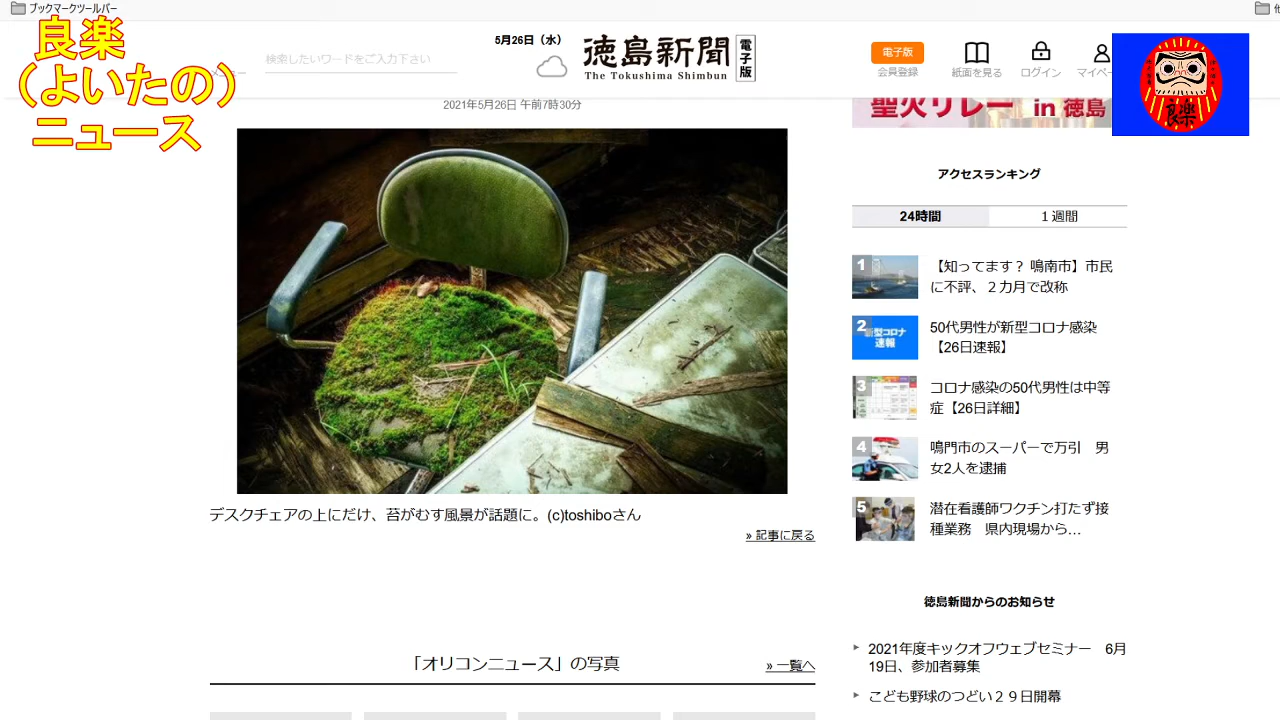 ブックマークツールバー
良楽
(よいたの)
ニュース
検索したいワードをご入力下さい
5月26日（水）
徳島新聞
The Tokushima Shimbun
電子版
電子版
会員登録
紙面を見る
ログイン
マイペー
良楽
2021年5月26日 午前7時30分
聖火リレー in 徳島
デスクチェアの上にだけ、苔がむす風景が話題に。(c)toshiboさん
» 記事に戻る
「オリコンニュース」の写真
» 一覧へ
アクセスランキング
24時間
１週間
1
【知ってます？ 鳴南市】市民
に不評、２カ月で改称
2
新型コロナ
速報
50代男性が新型コロナ感染
【26日速報】
3
コロナ感染の50代男性は中等
症【26日詳細】
4
鳴門市のスーパーで万引　男
女2人を逮捕
5
潜在看護師ワクチン打たず接
種業務　県内現場から…
徳島新聞からのお知らせ
2021年度キックオフウェブセミナー　6月
19日、参加者募集
こども野球のつどい２９日開幕